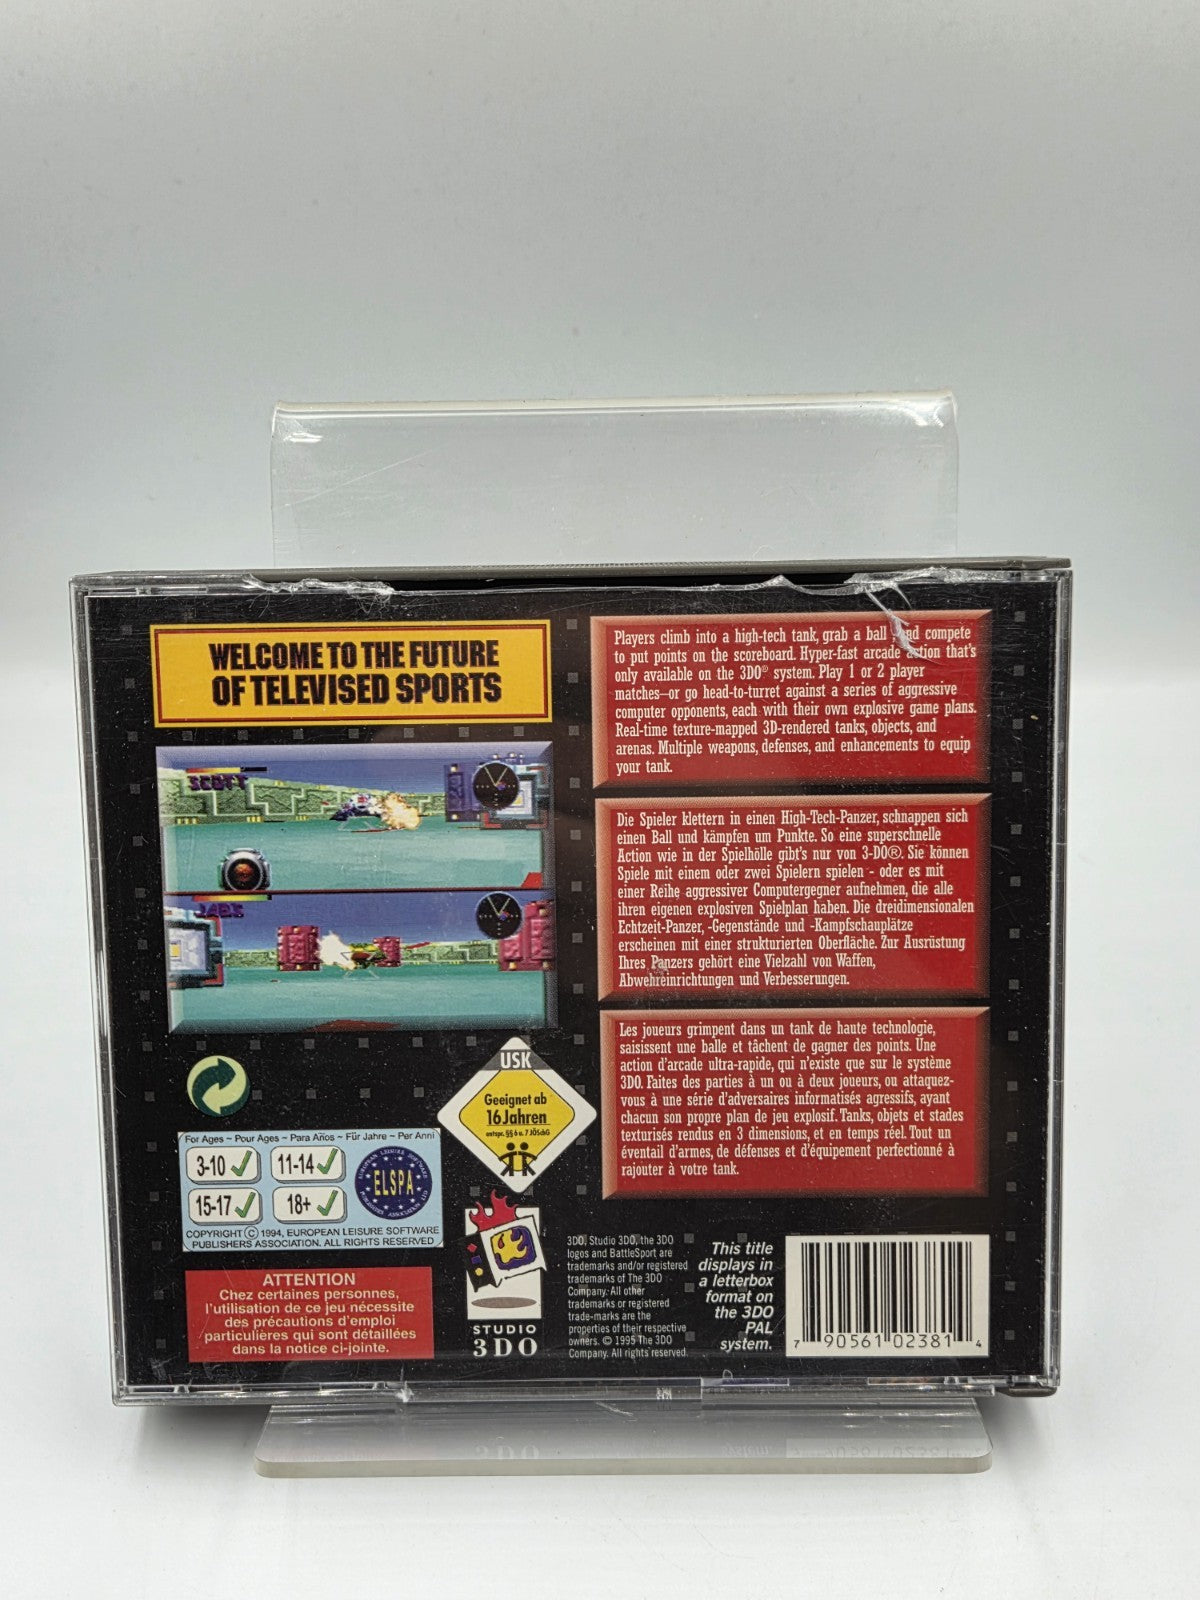 WELCOME TO THE FUTURE
OF TELEVISED SPORTS
SCOTT
JABS
Players climb into a high-tech tank, grab a ball and compete
to put points on the scoreboard. Hyper-fast arcade action that's
only available on the 3DO® system. Play 1 or 2 player
matches—or go head-to-turret against a series of aggressive
computer opponents, each with their own explosive game plans.
Real-time texture-mapped 3D-rendered tanks, objects, and
arenas. Multiple weapons, defenses, and enhancements to equip
your tank.
Die Spieler klettern in einen High-Tech-Panzer, schnappen sich
einen Ball und kämpfen um Punkte. So eine superschnelle
Action wie in der Spielhölle gibt's nur von 3-DO®. Sie können
Spiele mit einem oder zwei Spielern spielen - oder es mit
einer Reihe aggressiver Computergegner aufnehmen, die alle
ihren eigenen explosiven Spielplan haben. Die dreidimensionalen
Echtzeit-Panzer, -Gegenstände und -Kampfschauplätze
erscheinen mit einer strukturierten Oberfläche. Zur Ausrüstung
Ihres Panzers gehört eine Vielzahl von Waffen,
Abwehreinrichtungen und Verbesserungen.
Les joueurs grimpent dans un tank de haute technologie,
saisissent une balle et tâchent de gagner des points. Une
action d'arcade ultra-rapide, qui n'existe que sur le système
3DO. Faites des parties à un ou à deux joueurs, ou attaquez-
vous à une série d'adversaires informatisés agressifs, ayant
chacun son propre plan de jeu explosif. Tanks, objets et stades
texturisés rendus en 3 dimensions, et en temps réel. Tout un
éventail d'armes, de défenses et d'équipement perfectionné à
rajouter à votre tank.
USK
Geeignet ab
16 Jahren
entspr. §§ 6 u. 7 JÖSchG
For Ages ~ Pour Ages ~ Para Años ~ Für Jahre ~ Per Anni
3-10 11-14
15-17 18+
EUROPEAN LEISURE SOFTWARE
ELSPA
PUBLISHERS ASSOCIATION LTD
COPYRIGHT © 1994, EUROPEAN LEISURE SOFTWARE
PUBLISHERS ASSOCIATION. ALL RIGHTS RESERVED
ATTENTION
Chez certaines personnes,
l'utilisation de ce jeu nécessite
des précautions d'emploi
particulières qui sont détaillées
dans la notice ci-jointe.
STUDIO
3DO
3DO, Studio 3DO, the 3DO
logos and BattleSport are
trademarks and/or registered
trademarks of The 3DO
Company. All other
trademarks or registered
trade-marks are the
properties of their respective
owners. © 1995 The 3DO
Company. All rights reserved.
This title
displays in
a letterbox
format on
the 3DO
PAL
system.
7 90561 02381 4